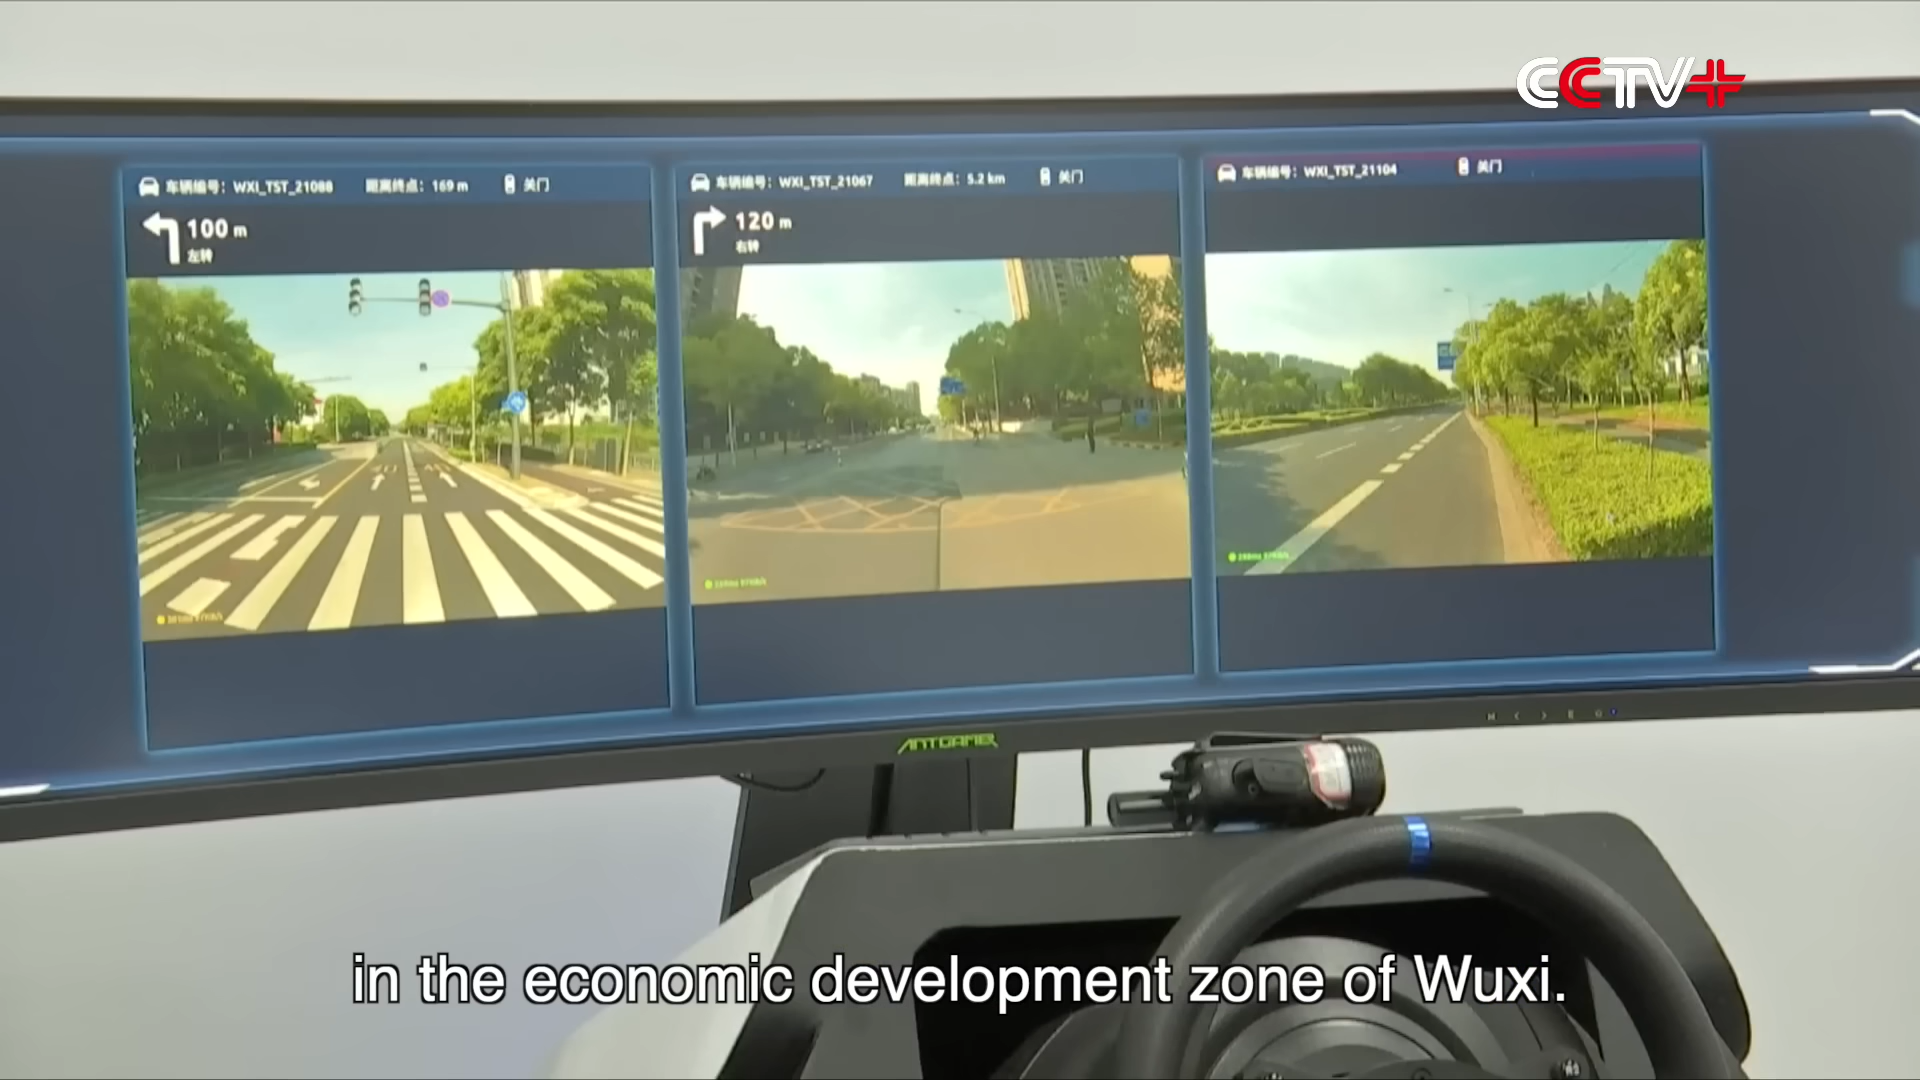 CCTV+
车辆编号：WXI_TST_21088 距离终点：169 m 关门
100 m
左转
车辆编号：WXI_TST_21067 距离终点：5.2 km 关门
120 m
右转
车辆编号：WXI_TST_21104 关门
ANTGAMER
in the economic development zone of Wuxi.